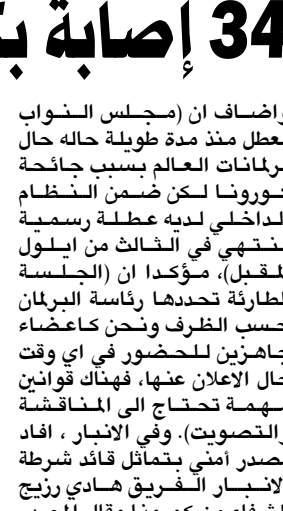 34 إصابة
واضاف ان (مجلس النواب
معطل منذ مدة طويلة حاله حال
برلمانات العالم بسبب جائحة
كورونا لكن ضمن النظام
الداخلي لديه عطلة رسمية
تنتهي في الثالث من ايلول
المقبل)، مؤكدا ان (الجلسة
الطارئة تحددها رئاسة البرلمان
حسب الظرف ونحن كاعضاء
جاهزين للحضور في اي وقت
حال الاعلان عنها، فهناك قوانين
مهمة تحتاج الى المناقشة
والتصويت). وفي الانبار ، افاد
مصدر أمني بتماثل قائد شرطة
الانبار الفريق هادي رزيج